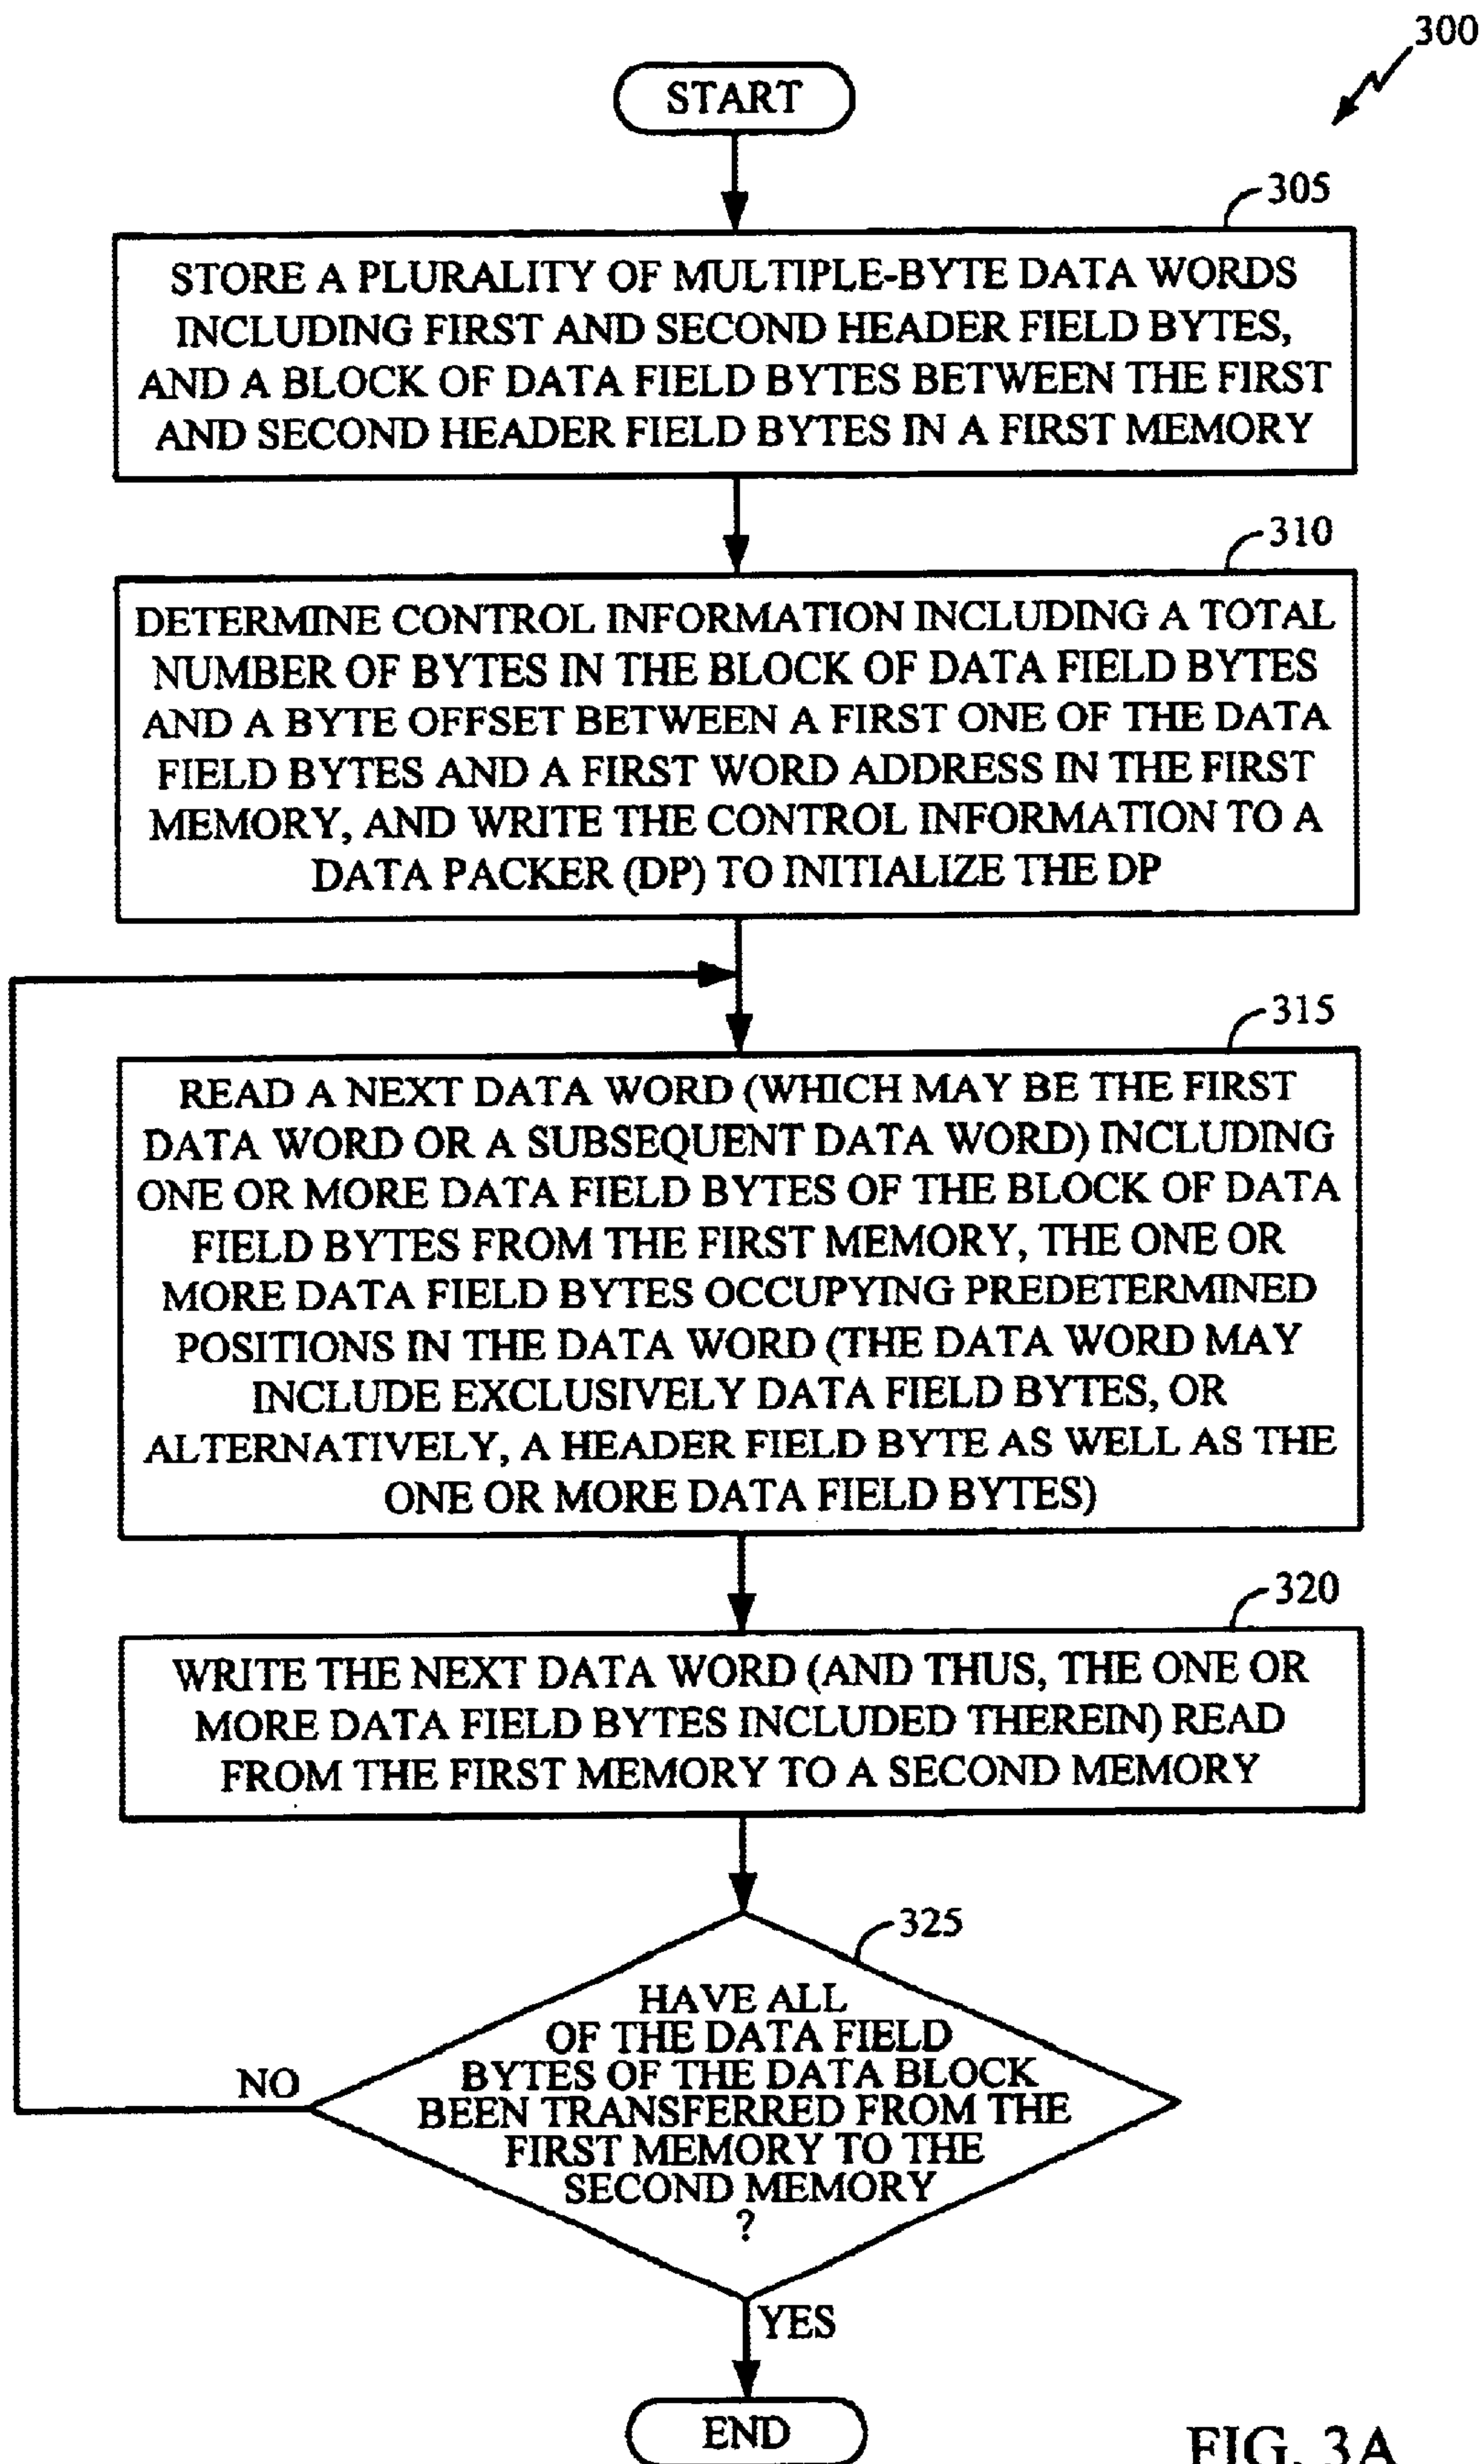 300
START
305
STORE A PLURALITY OF MULTIPLE-BYTE DATA WORDS
INCLUDING FIRST AND SECOND HEADER FIELD BYTES,
AND A BLOCK OF DATA FIELD BYTES BETWEEN THE FIRST
AND SECOND HEADER FIELD BYTES IN A FIRST MEMORY
310
DETERMINE CONTROL INFORMATION INCLUDING A TOTAL
NUMBER OF BYTES IN THE BLOCK OF DATA FIELD BYTES
AND A BYTE OFFSET BETWEEN A FIRST ONE OF THE DATA
FIELD BYTES AND A FIRST WORD ADDRESS IN THE FIRST
MEMORY, AND WRITE THE CONTROL INFORMATION TO A
DATA PACKER (DP) TO INITIALIZE THE DP
315
READ A NEXT DATA WORD (WHICH MAY BE THE FIRST
DATA WORD OR A SUBSEQUENT DATA WORD) INCLUDING
ONE OR MORE DATA FIELD BYTES OF THE BLOCK OF DATA
FIELD BYTES FROM THE FIRST MEMORY, THE ONE OR
MORE DATA FIELD BYTES OCCUPYING PREDETERMINED
POSITIONS IN THE DATA WORD (THE DATA WORD MAY
INCLUDE EXCLUSIVELY DATA FIELD BYTES, OR
ALTERNATIVELY, A HEADER FIELD BYTE AS WELL AS THE
ONE OR MORE DATA FIELD BYTES)
320
WRITE THE NEXT DATA WORD (AND THUS, THE ONE OR
MORE DATA FIELD BYTES INCLUDED THEREIN) READ
FROM THE FIRST MEMORY TO A SECOND MEMORY
325
HAVE ALL
OF THE DATA FIELD
BYTES OF THE DATA BLOCK
BEEN TRANSFERRED FROM THE
FIRST MEMORY TO THE
SECOND MEMORY
?
NO
YES
END
FIG. 3A